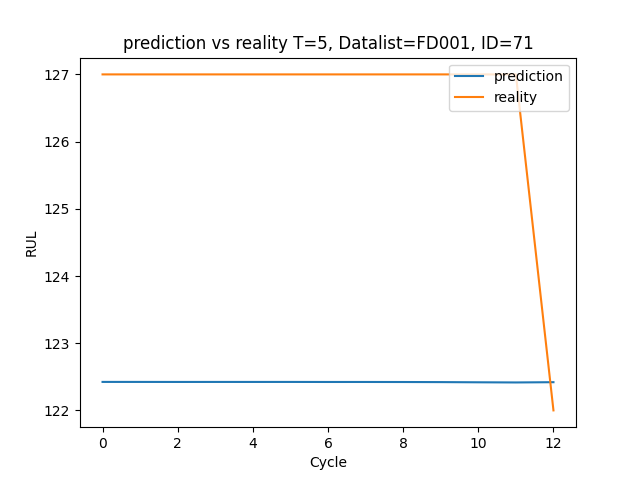 prediction vs reality T=5, Datalist=FD001, ID=71
127
126
125
124
123
122
RUL
prediction
reality
0 2 4 6 8 10 12
Cycle